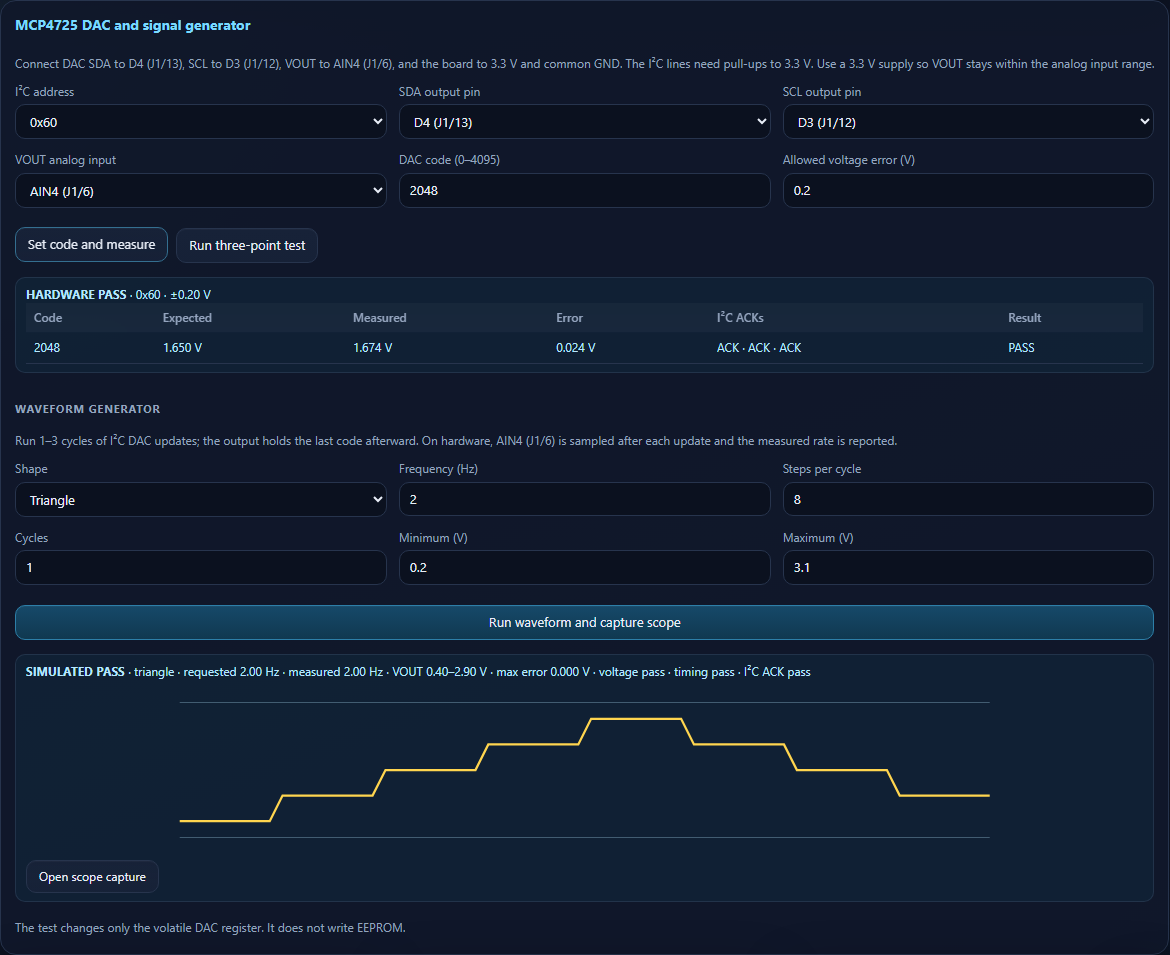 MCP4725 DAC and signal generator
Connect DAC SDA to D4 (J1/13), SCL to D3 (J1/12), VOUT to AIN4 (J1/6), and the board to 3.3 V and common GND. The I²C lines need pull-ups to 3.3 V. Use a 3.3 V supply so VOUT stays within the analog input range.
I²C address SDA output pin SCL output pin
0x60 D4 (J1/13) D3 (J1/12)
VOUT analog input DAC code (0–4095) Allowed voltage error (V)
AIN4 (J1/6) 2048 0.2
Set code and measure Run three-point test
HARDWARE PASS · 0x60 · ±0.20 V
Code Expected Measured Error I²C ACKs Result
2048 1.650 V 1.674 V 0.024 V ACK · ACK · ACK PASS
WAVEFORM GENERATOR
Run 1–3 cycles of I²C DAC updates; the output holds the last code afterward. On hardware, AIN4 (J1/6) is sampled after each update and the measured rate is reported.
Shape Frequency (Hz) Steps per cycle
Triangle 2 8
Cycles Minimum (V) Maximum (V)
1 0.2 3.1
Run waveform and capture scope
SIMULATED PASS · triangle · requested 2.00 Hz · measured 2.00 Hz · VOUT 0.40–2.90 V · max error 0.000 V · voltage pass · timing pass · I²C ACK pass
Open scope capture
The test changes only the volatile DAC register. It does not write EEPROM.